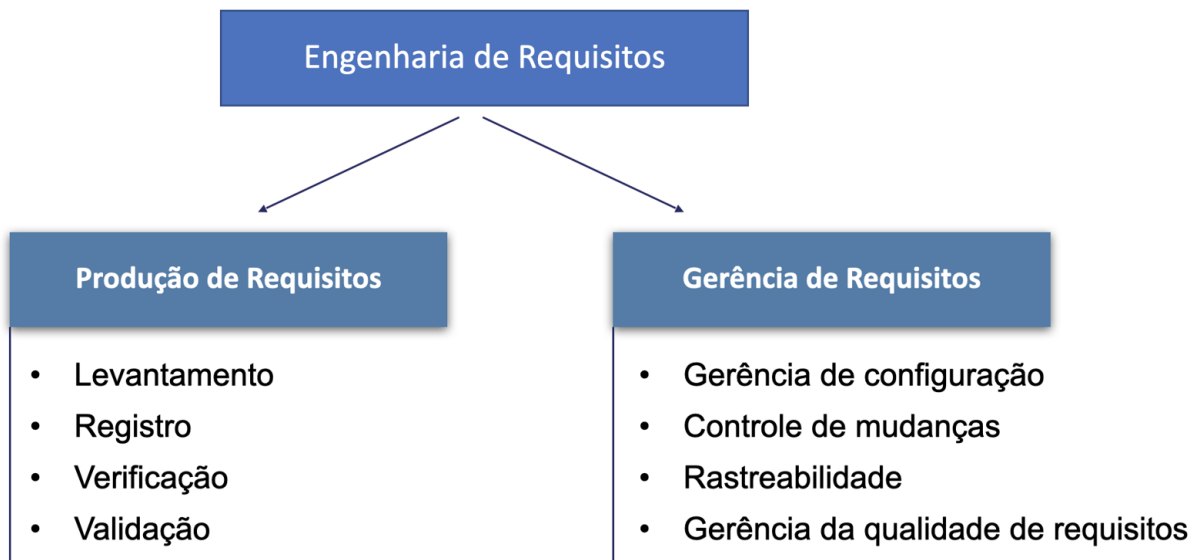 Engenharia de Requisitos
Produção de Requisitos
• Levantamento
• Registro
• Verificação
• Validação
Gerência de Requisitos
• Gerência de configuração
• Controle de mudanças
• Rastreabilidade
• Gerência da qualidade de requisitos